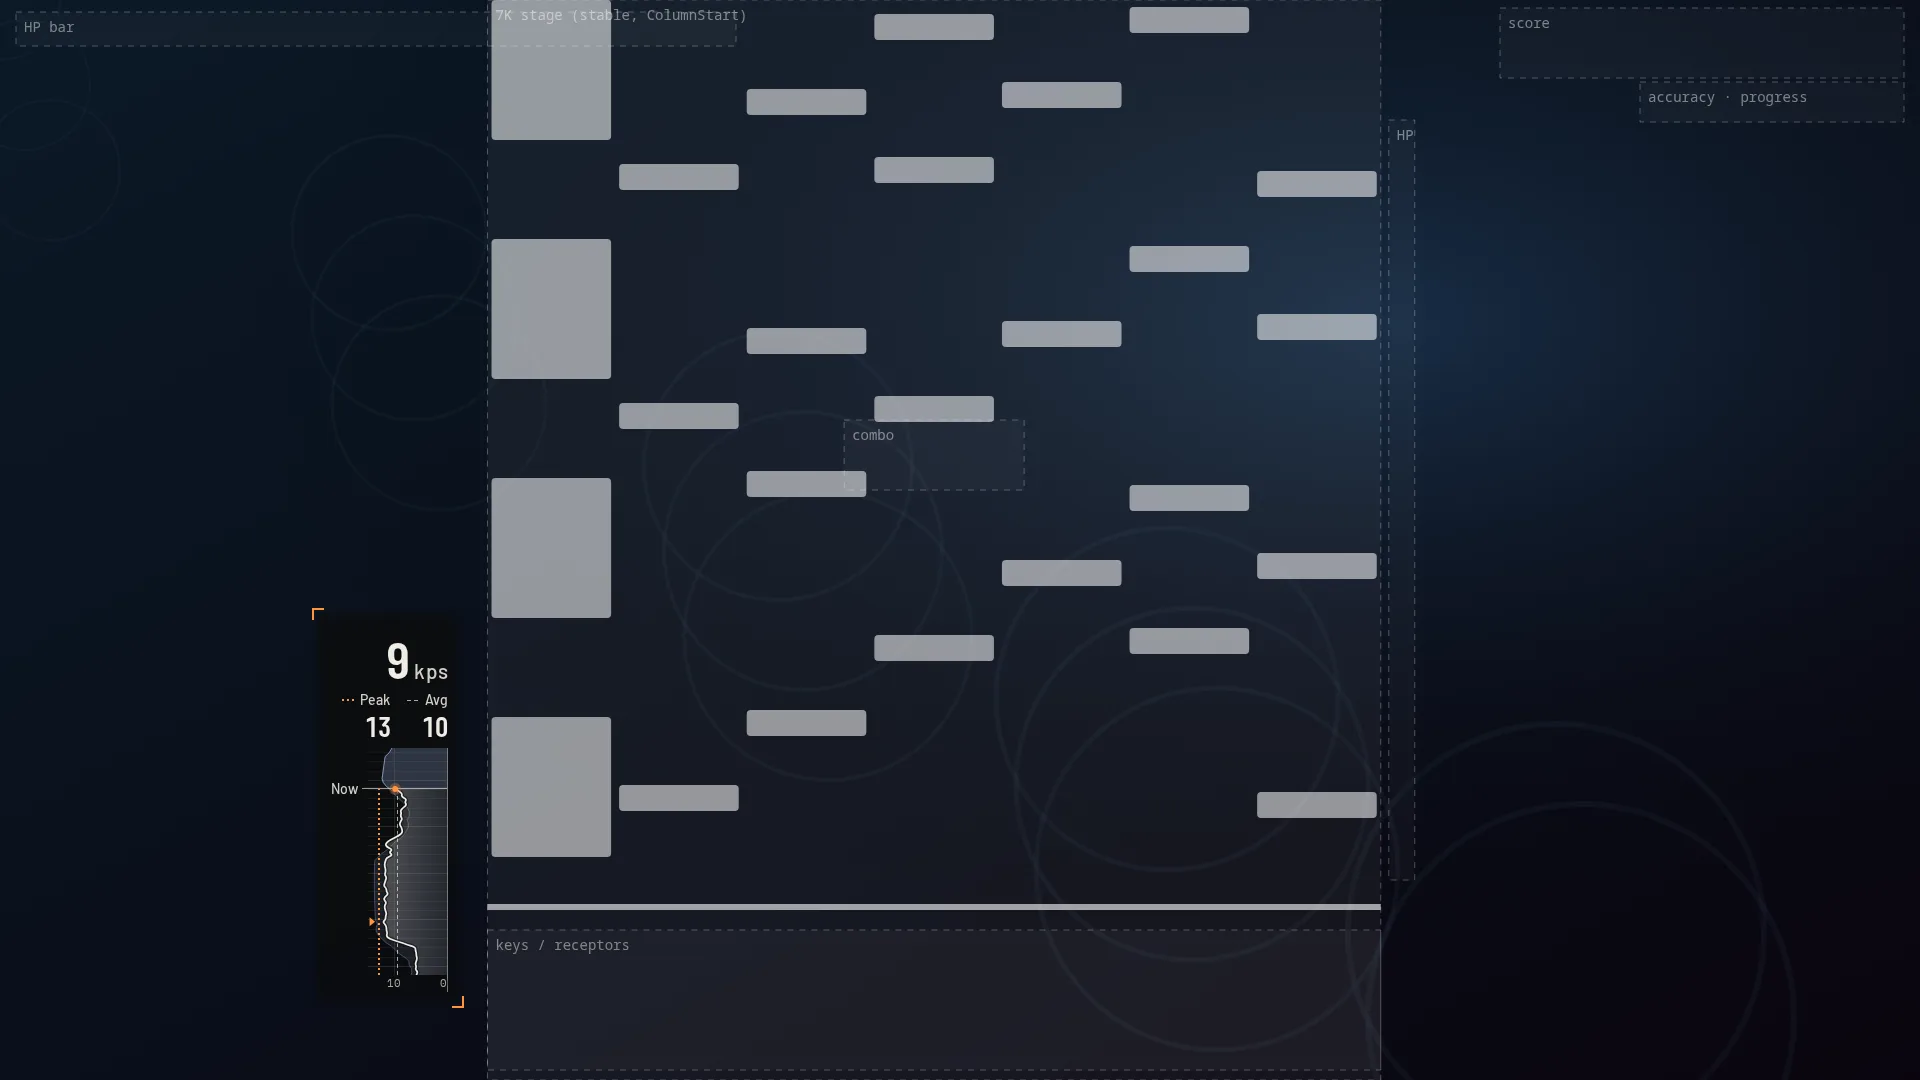 HP bar
7K stage (stable, ColumnStart)
score
accuracy · progress
HP
combo
9 kps
Peak Avg
13 10
Now
10 0
keys / receptors